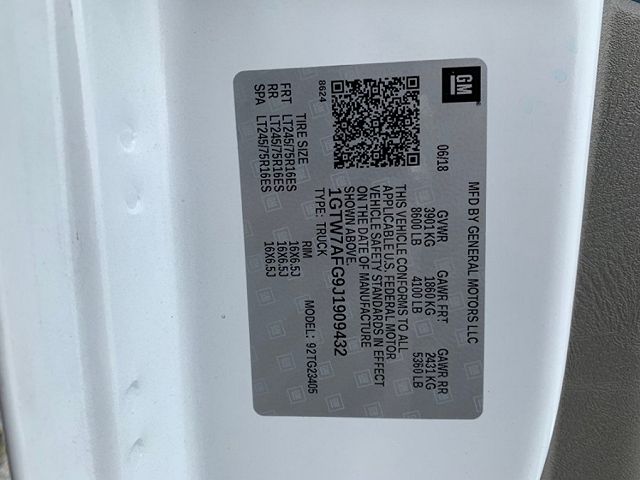 GM
MFD BY GENERAL MOTORS LLC
06/18 GVWR GAWR FRT GAWR RR
3901 KG 1860 KG 2431 KG
8600 LB 4100 LB 5360 LB
THIS VEHICLE CONFORMS TO ALL
APPLICABLE U.S. FEDERAL MOTOR
VEHICLE SAFETY STANDARDS IN EFFECT
ON THE DATE OF MANUFACTURE
SHOWN ABOVE.
1GTW7AFG9J1909432
TYPE: TRUCK MODEL: 92TG23405
8624 TIRE SIZE RIM
FRT LT245/75R16ES 16X6.5J
RR LT245/75R16ES 16X6.5J
SPA LT245/75R16ES 16X6.5J